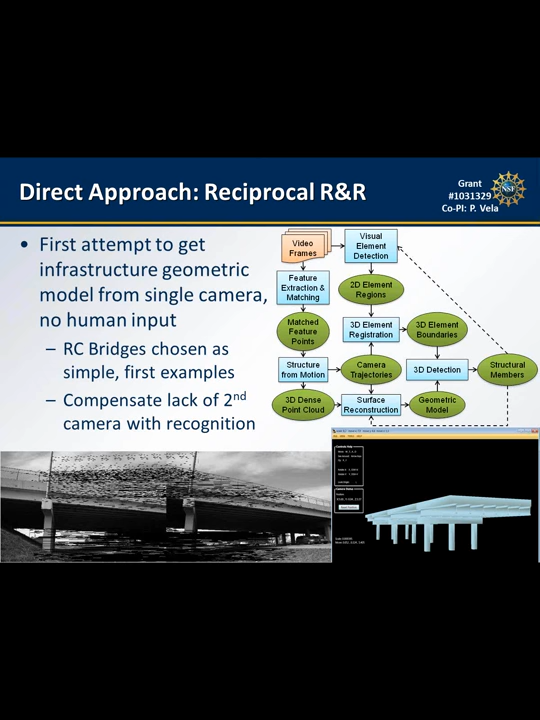 Direct Approach: Reciprocal R&R
Grant
#1031329
Co-PI: P. Vela
NSF
• First attempt to get
infrastructure geometric
model from single camera,
no human input
– RC Bridges chosen as
simple, first examples
– Compensate lack of 2nd
camera with recognition
Video
Frames
Visual
Element
Detection
Feature
Extraction &
Matching
2D Element
Regions
Matched
Feature
Points
3D Element
Registration
3D Element
Boundaries
Structure
from Motion
Camera
Trajectories
3D Detection
Structural
Members
3D Dense
Point Cloud
Surface
Reconstruction
Geometric
Model